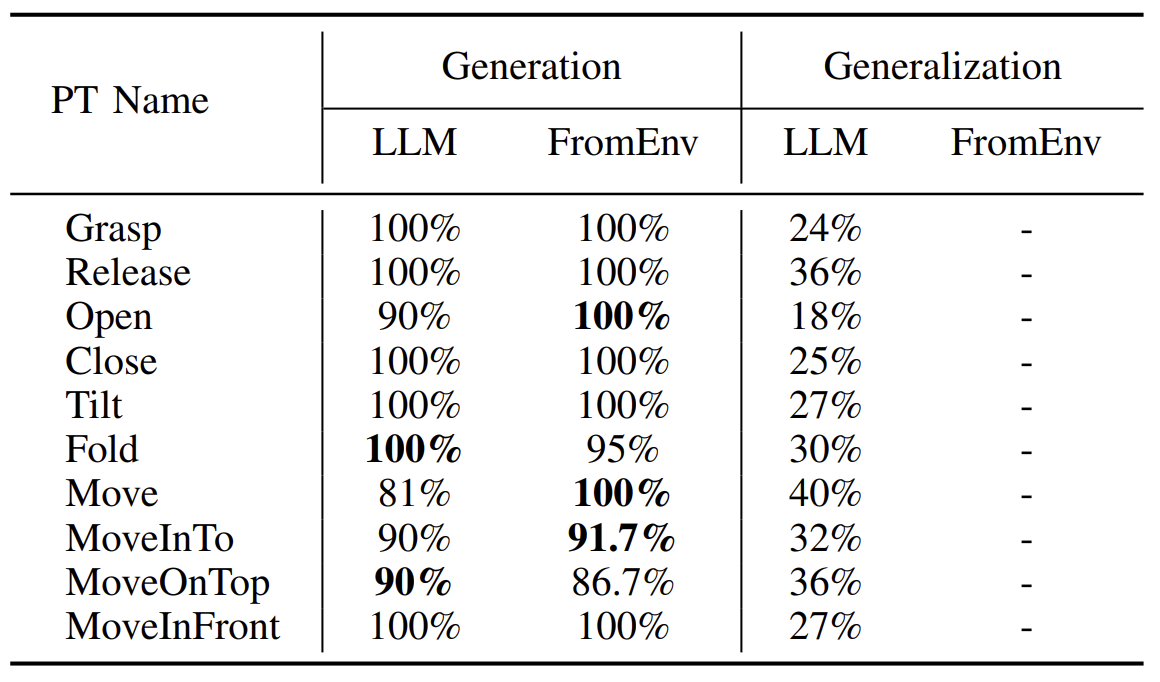 PT Name Generation Generalization
LLM FromEnv LLM FromEnv
Grasp 100% 100% 24% -
Release 100% 100% 36% -
Open 90% 100% 18% -
Close 100% 100% 25% -
Tilt 100% 100% 27% -
Fold 100% 95% 30% -
Move 81% 100% 40% -
MoveInTo 90% 91.7% 32% -
MoveOnTop 90% 86.7% 36% -
MoveInFront 100% 100% 27% -